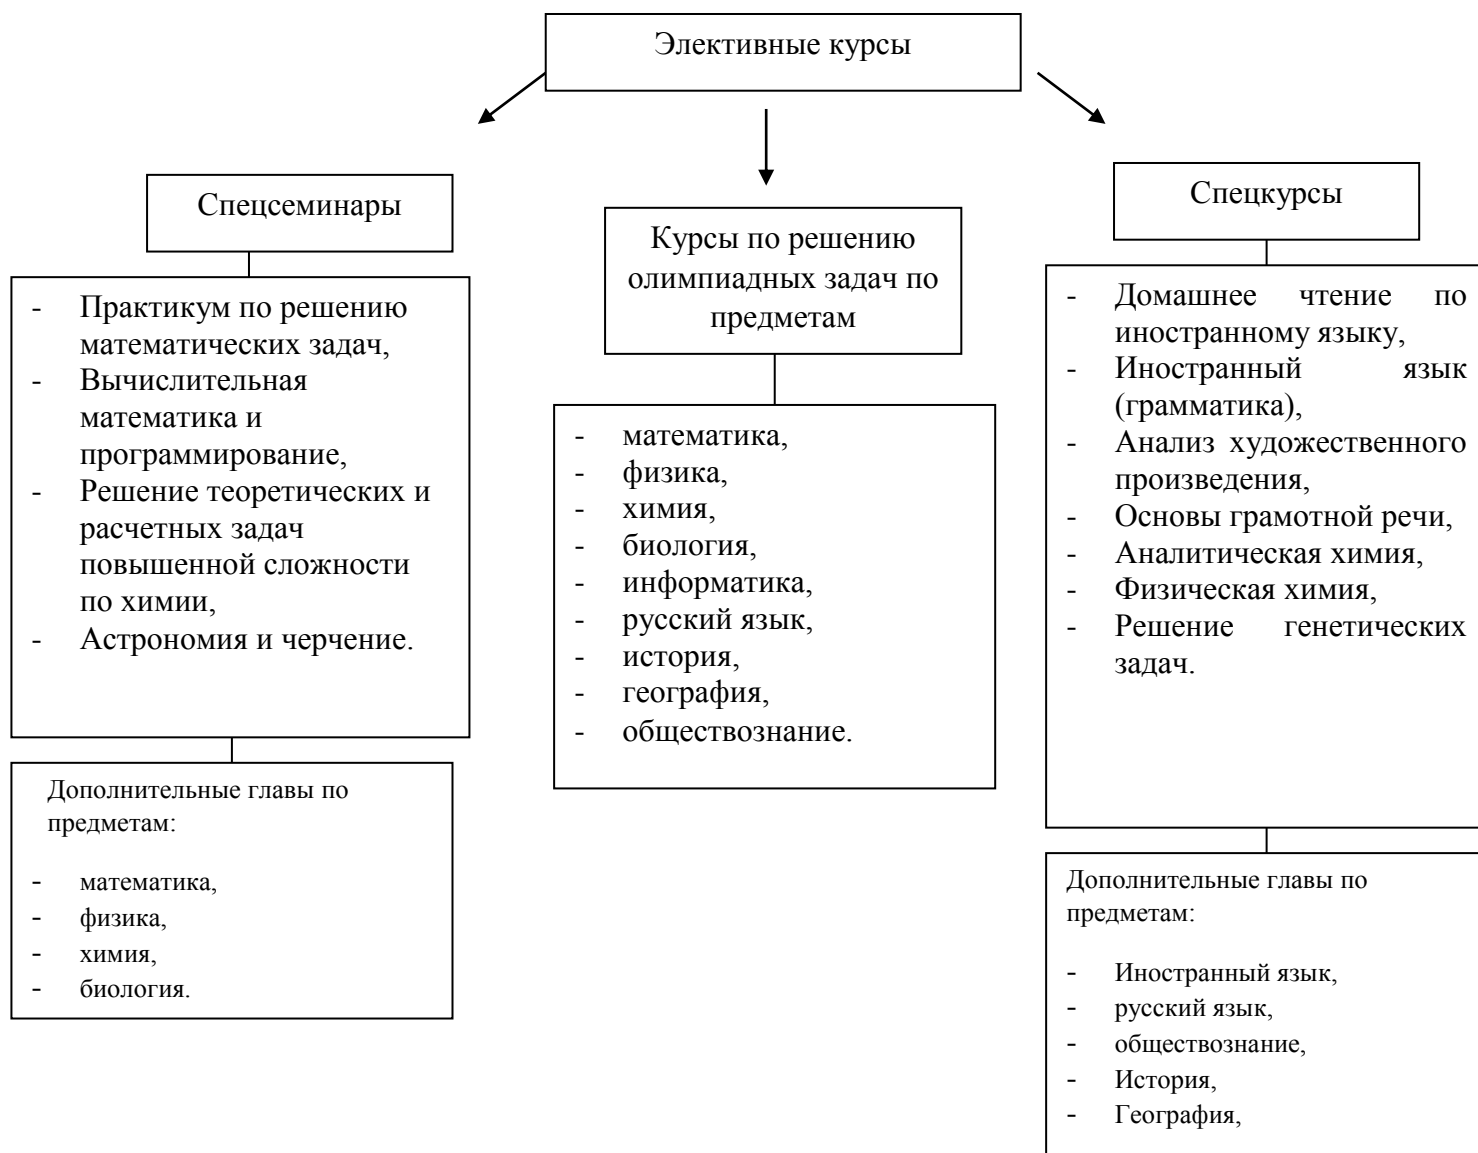 Элективные курсы
Спецсеминары
- Практикум по решению
математических задач,
- Вычислительная
математика и
программирование,
- Решение теоретических и
расчетных задач
повышенной сложности
по химии,
- Астрономия и черчение.
Дополнительные главы по
предметам:
- математика,
- физика,
- химия,
- биология.
Курсы по решению
олимпиадных задач по
предметам
- математика,
- физика,
- химия,
- биология,
- информатика,
- русский язык,
- история,
- география,
- обществознание.
Спецкурсы
- Домашнее чтение по
иностранному языку,
- Иностранный язык
(грамматика),
- Анализ художественного
произведения,
- Основы грамотной речи,
- Аналитическая химия,
- Физическая химия,
- Решение генетических
задач.
Дополнительные главы по
предметам:
- Иностранный язык,
- русский язык,
- обществознание,
- История,
- География,